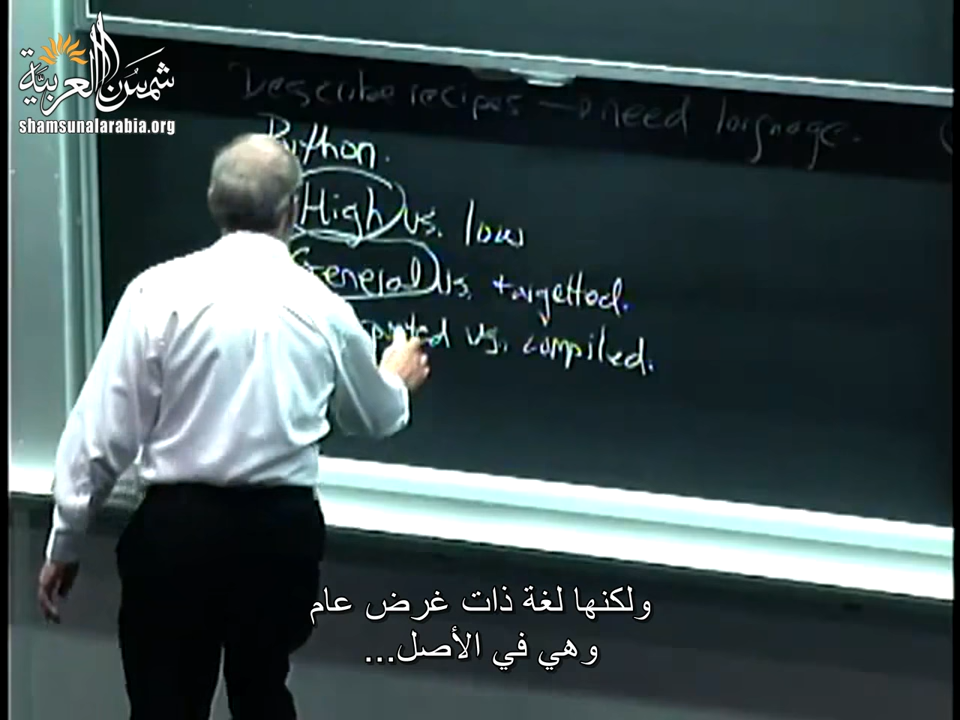 شمس العربية
shamsunalarabia.org
Describe recipes → need language.
Python.
High vs. low
General vs. targetted.
vs. compiled.
ولكنها لغة ذات غرض عام
وهي في الأصل...